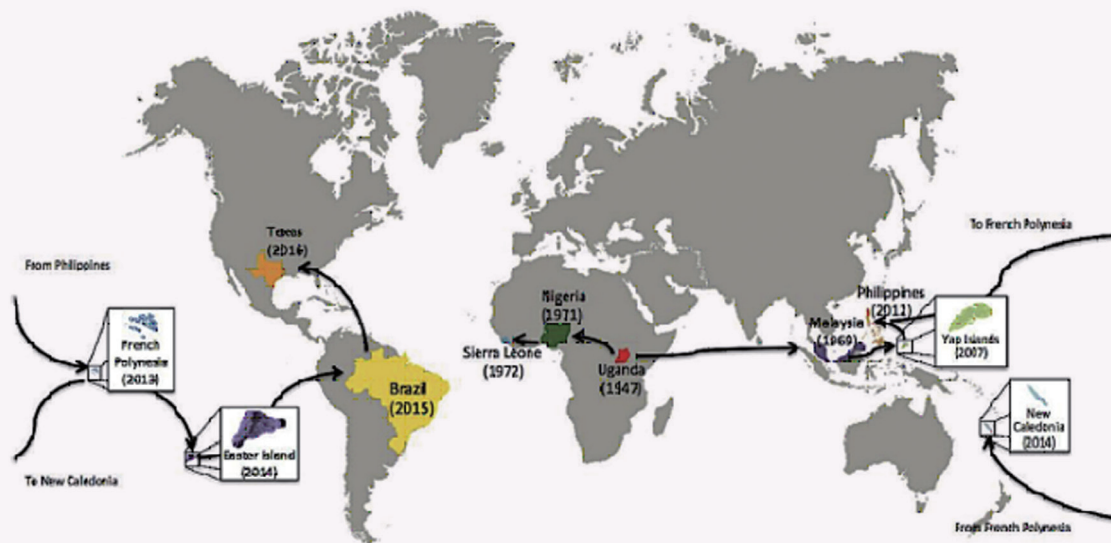 Texas
(2016)
To French Polynesia
From Philippines
French
Polynesia
(2013)
Nigeria
(1971)
Sierra Leone
(1972)
Uganda
(1947)
Philippines
(2012)
Malaysia
(1969)
Yap Islands
(2007)
Brazil
(2015)
Easter Island
(2014)
New
Caledonia
(2014)
To New Caledonia
From French Polynesia